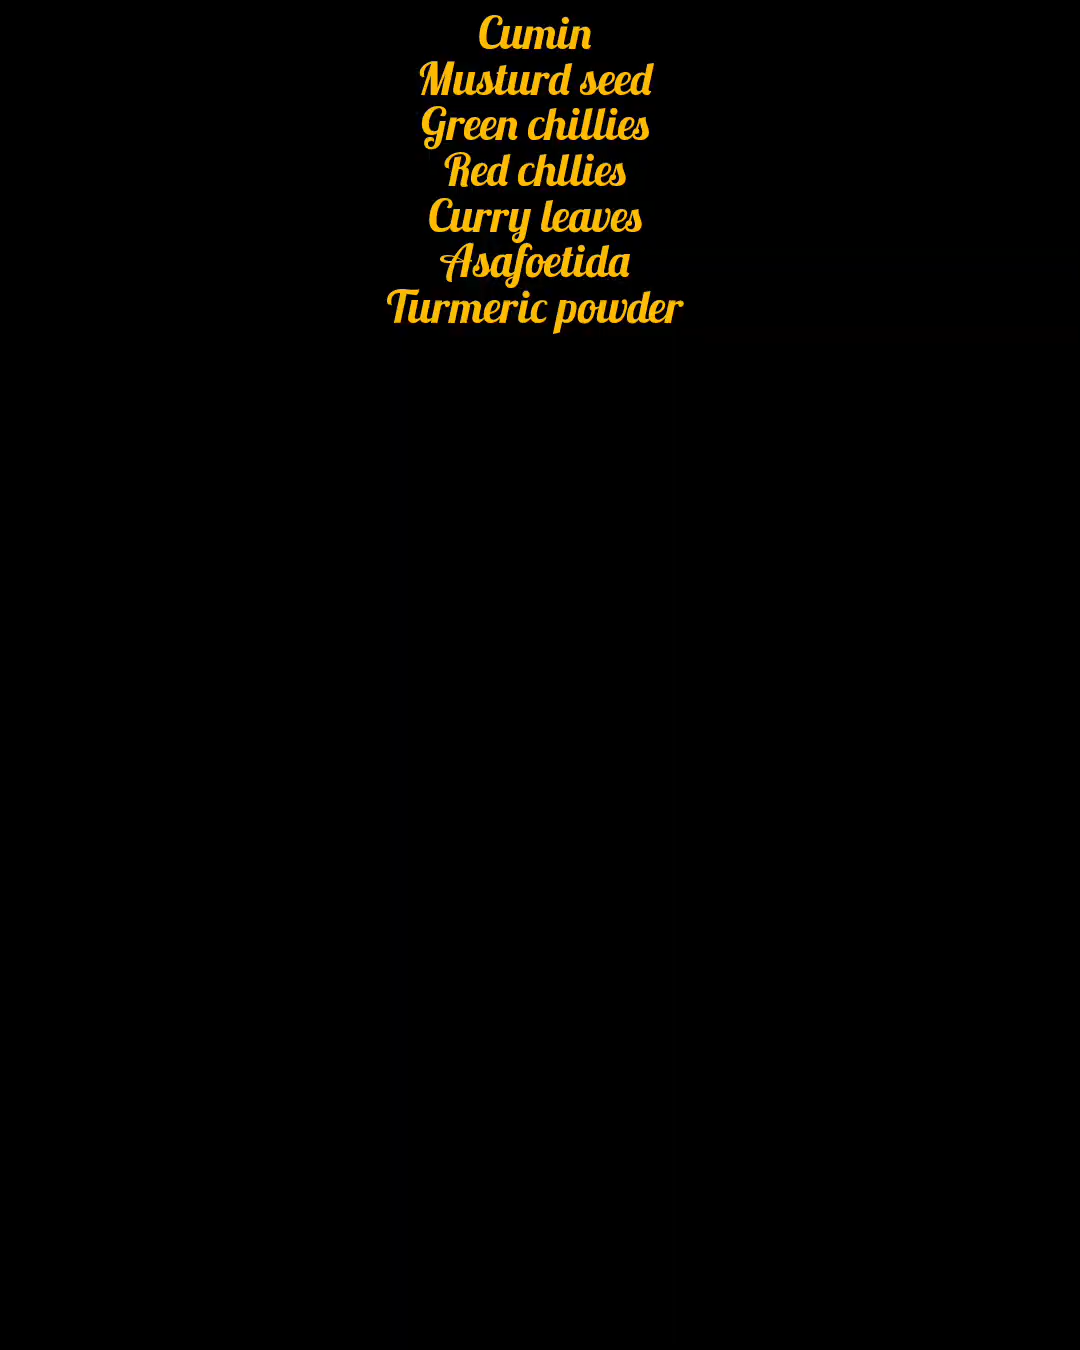 Cumin
Musturd seed
Green chillies
Red chllies
Curry leaves
Asafoetida
Turmeric powder